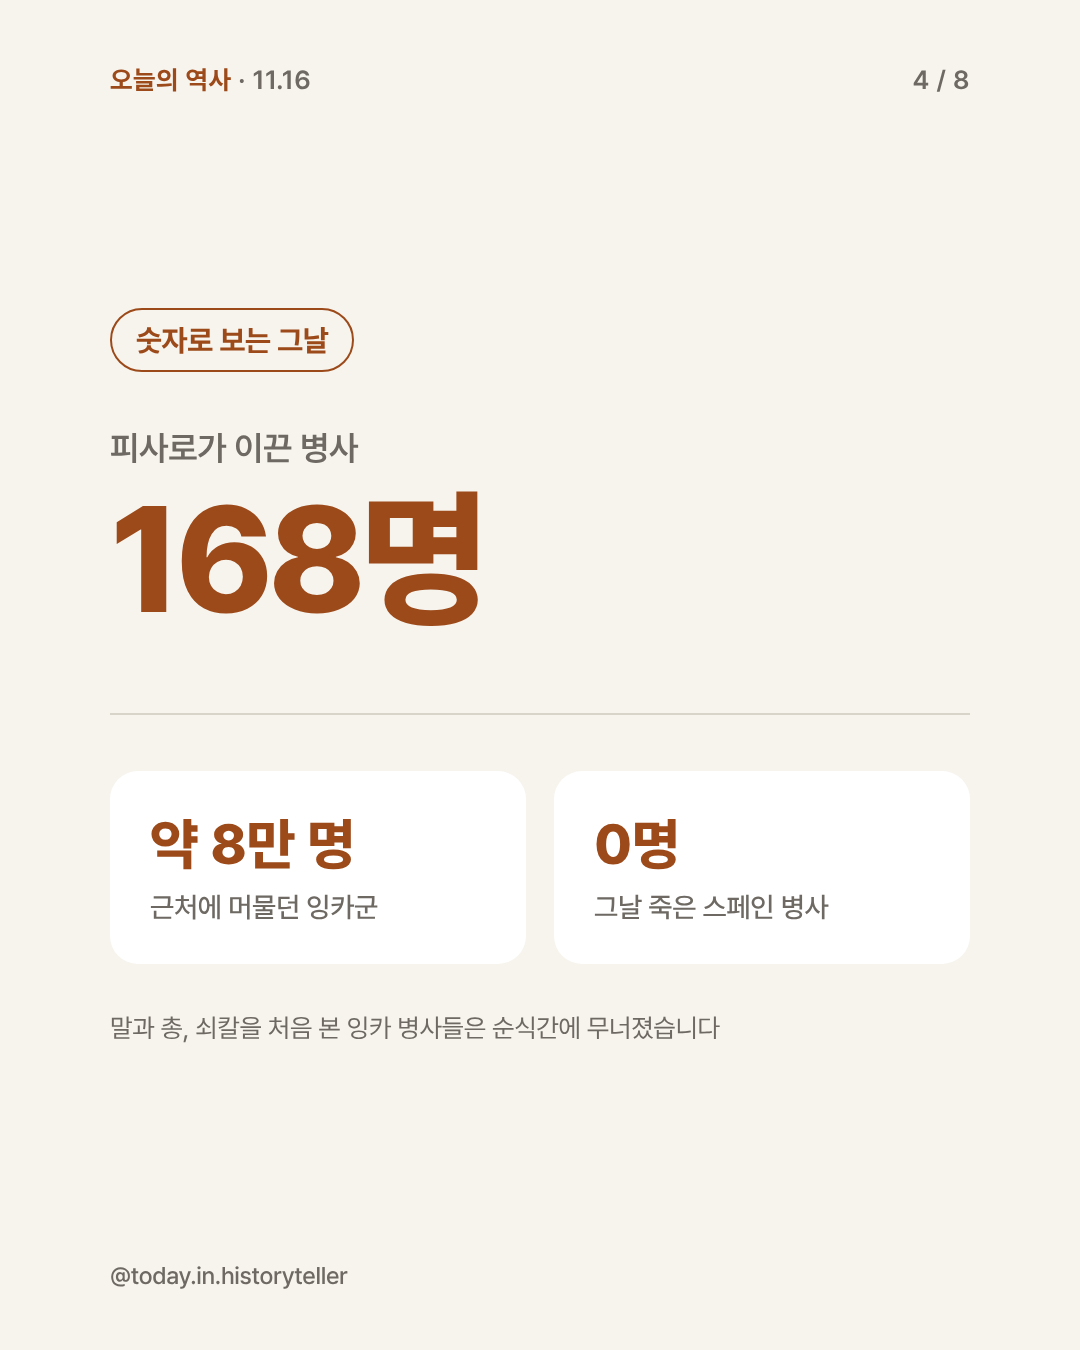 오늘의 역사 · 11.16
4 / 8
숫자로 보는 그날
피사로가 이끈 병사
168명
약 8만 명
근처에 머물던 잉카군
0명
그날 죽은 스페인 병사
말과 총, 쇠칼을 처음 본 잉카 병사들은 순식간에 무너졌습니다
@today.in.historyteller